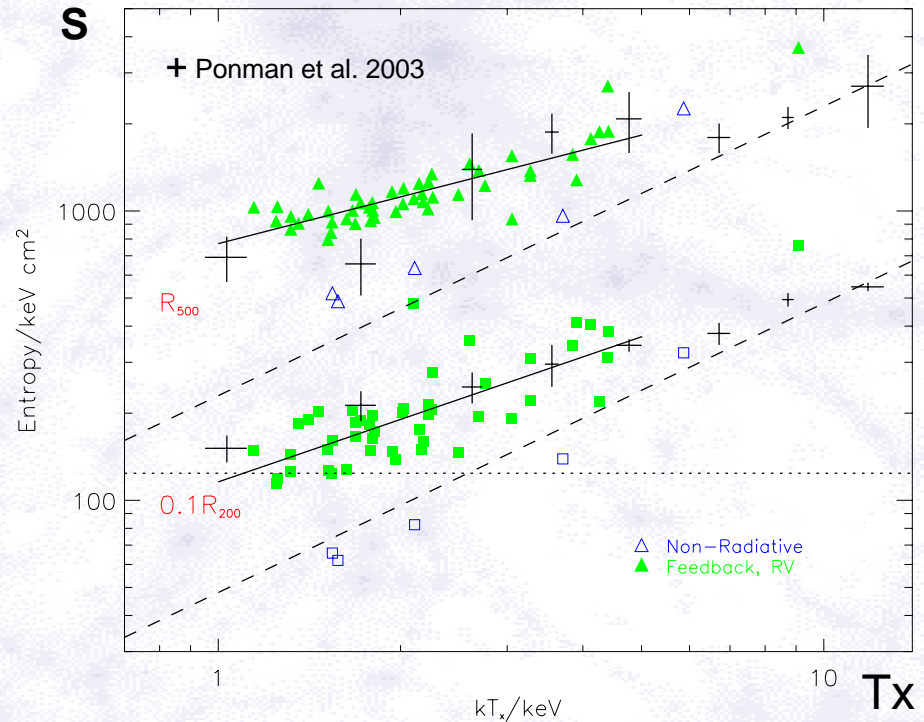 S
+ Ponman et al. 2003
1000
Entropy/keV cm²
R₅₀₀
100
0.1R₂₀₀
Non-Radiative
Feedback, RV
1
10
kTₓ/keV
Tx